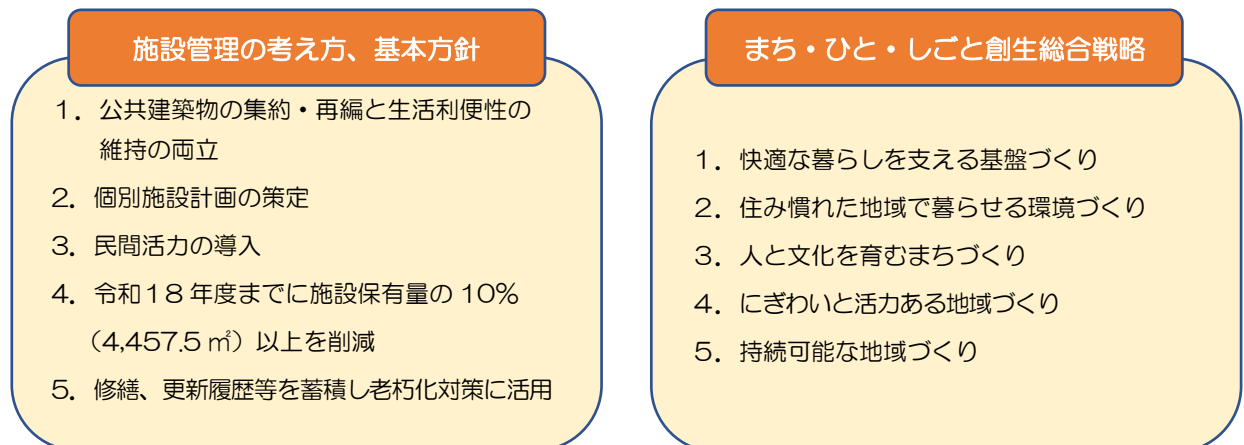 施設管理の考え方、基本方針
１．公共建築物の集約・再編と生活利便性の
維持の両立
２．個別施設計画の策定
３．民間活力の導入
４．令和１８年度までに施設保有量の 10%
（4,457.5 ㎡）以上を削減
５．修繕、更新履歴等を蓄積し老朽化対策に活用
まち・ひと・しごと創生総合戦略
１．快適な暮らしを支える基盤づくり
２．住み慣れた地域で暮らせる環境づくり
３．人と文化を育むまちづくり
４．にぎわいと活力ある地域づくり
５．持続可能な地域づくり